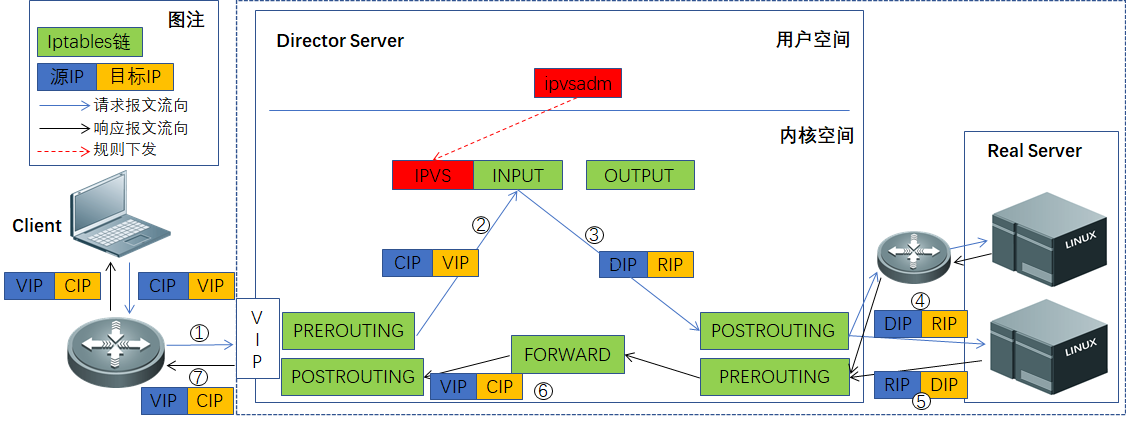 图注
Iptables链
源IP 目标IP
请求报文流向
响应报文流向
规则下发
Director Server
用户空间
ipvsadm
内核空间
IPVS INPUT
OUTPUT
Real Server
Client
②
③
CIP VIP
DIP RIP
LINUX
VIP CIP
CIP VIP
VIP
①
PREROUTING
POSTROUTING
④
DIP RIP
LINUX
FORWARD
⑦
POSTROUTING
PREROUTING
VIP CIP
⑥
RIP DIP
⑤
VIP CIP